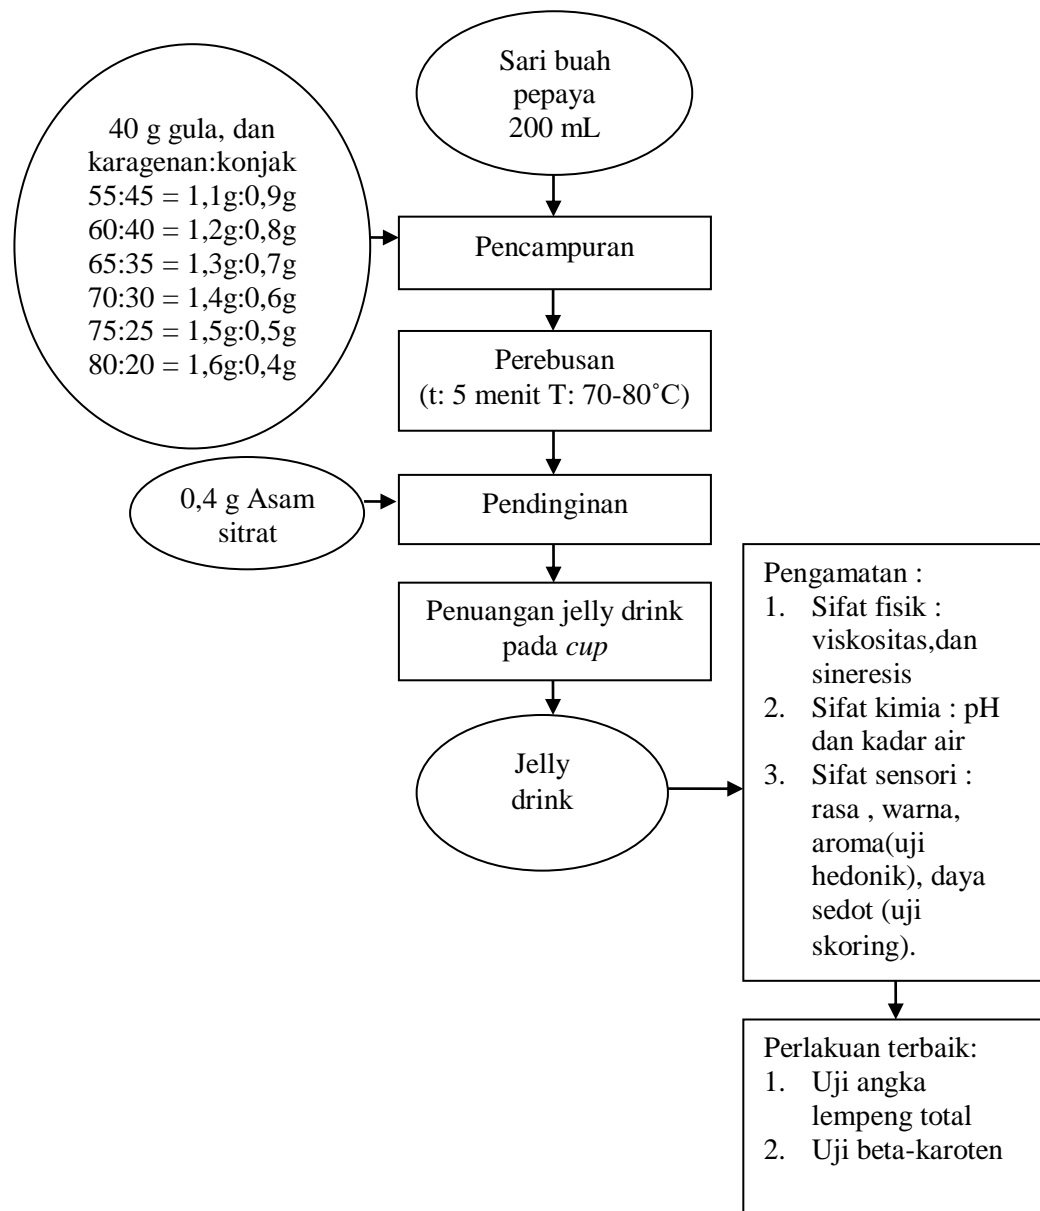 Sari buah
pepaya
200 mL
40 g gula, dan
karagenan:konjak
55:45 = 1,1g:0,9g
60:40 = 1,2g:0,8g
65:35 = 1,3g:0,7g
70:30 = 1,4g:0,6g
75:25 = 1,5g:0,5g
80:20 = 1,6g:0,4g
Pencampuran
Perebusan
(t: 5 menit T: 70-80˚C)
0,4 g Asam
sitrat
Pendinginan
Penuangan jelly drink
pada cup
Jelly
drink
Pengamatan :
1. Sifat fisik :
viskositas,dan
sineresis
2. Sifat kimia : pH
dan kadar air
3. Sifat sensori :
rasa , warna,
aroma(uji
hedonik), daya
sedot (uji
skoring).
Perlakuan terbaik:
1. Uji angka
lempeng total
2. Uji beta-karoten